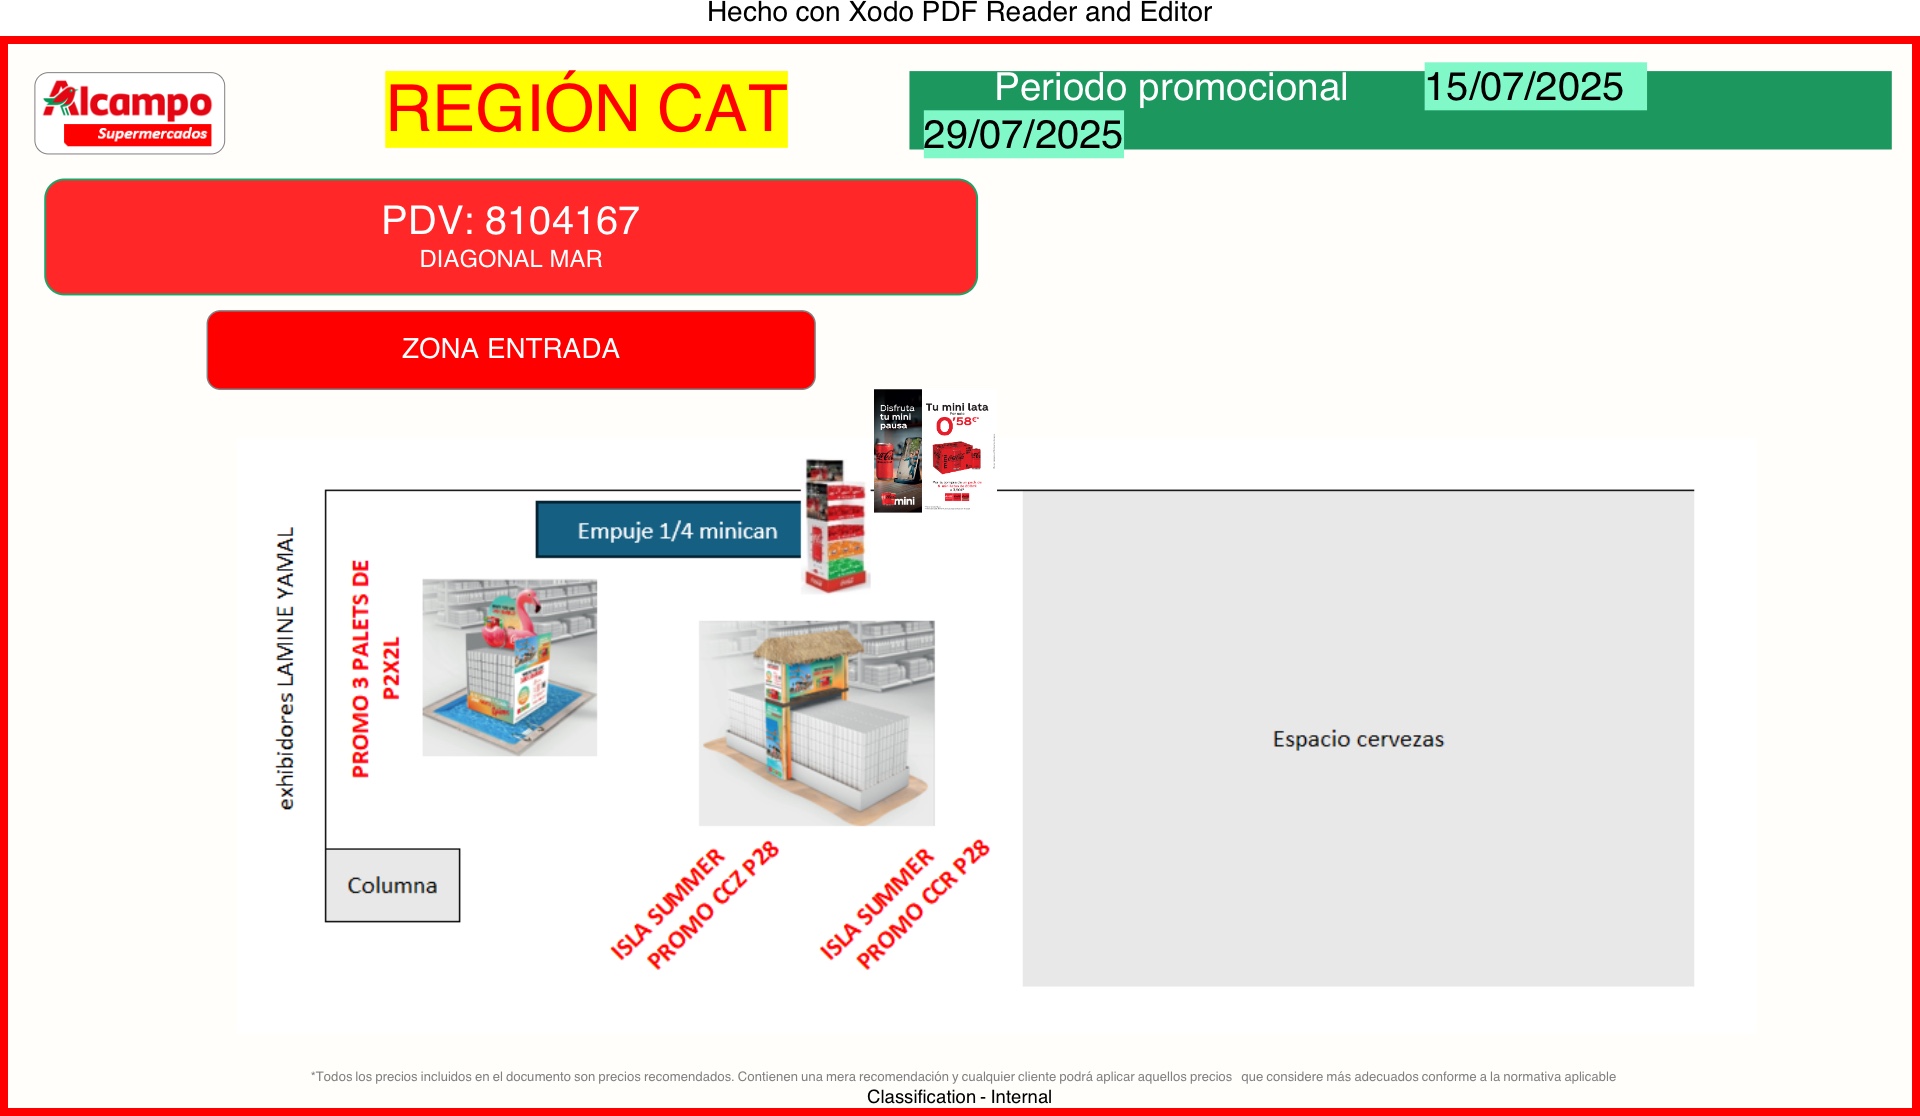 Hecho con Xodo PDF Reader and Editor
Alcampo
Supermercados
REGIÓN CAT
Periodo promocional 15/07/2025
29/07/2025
PDV: 8104167
DIAGONAL MAR
ZONA ENTRADA
Disfruta
tu mini
pausa
mini
Tu mini lata
0'58€
Empuje 1/4 minican
exhibidores LAMINE YAMAL
PROMO 3 PALETS DE
P2X2L
Espacio cervezas
Columna
ISLA SUMMER
PROMO CCZ P28
ISLA SUMMER
PROMO CCR P28
*Todos los precios incluidos en el documento son precios recomendados. Contienen una mera recomendación y cualquier cliente podrá aplicar aquellos precios que considere más adecuados conforme a la normativa aplicable
Classification - Internal